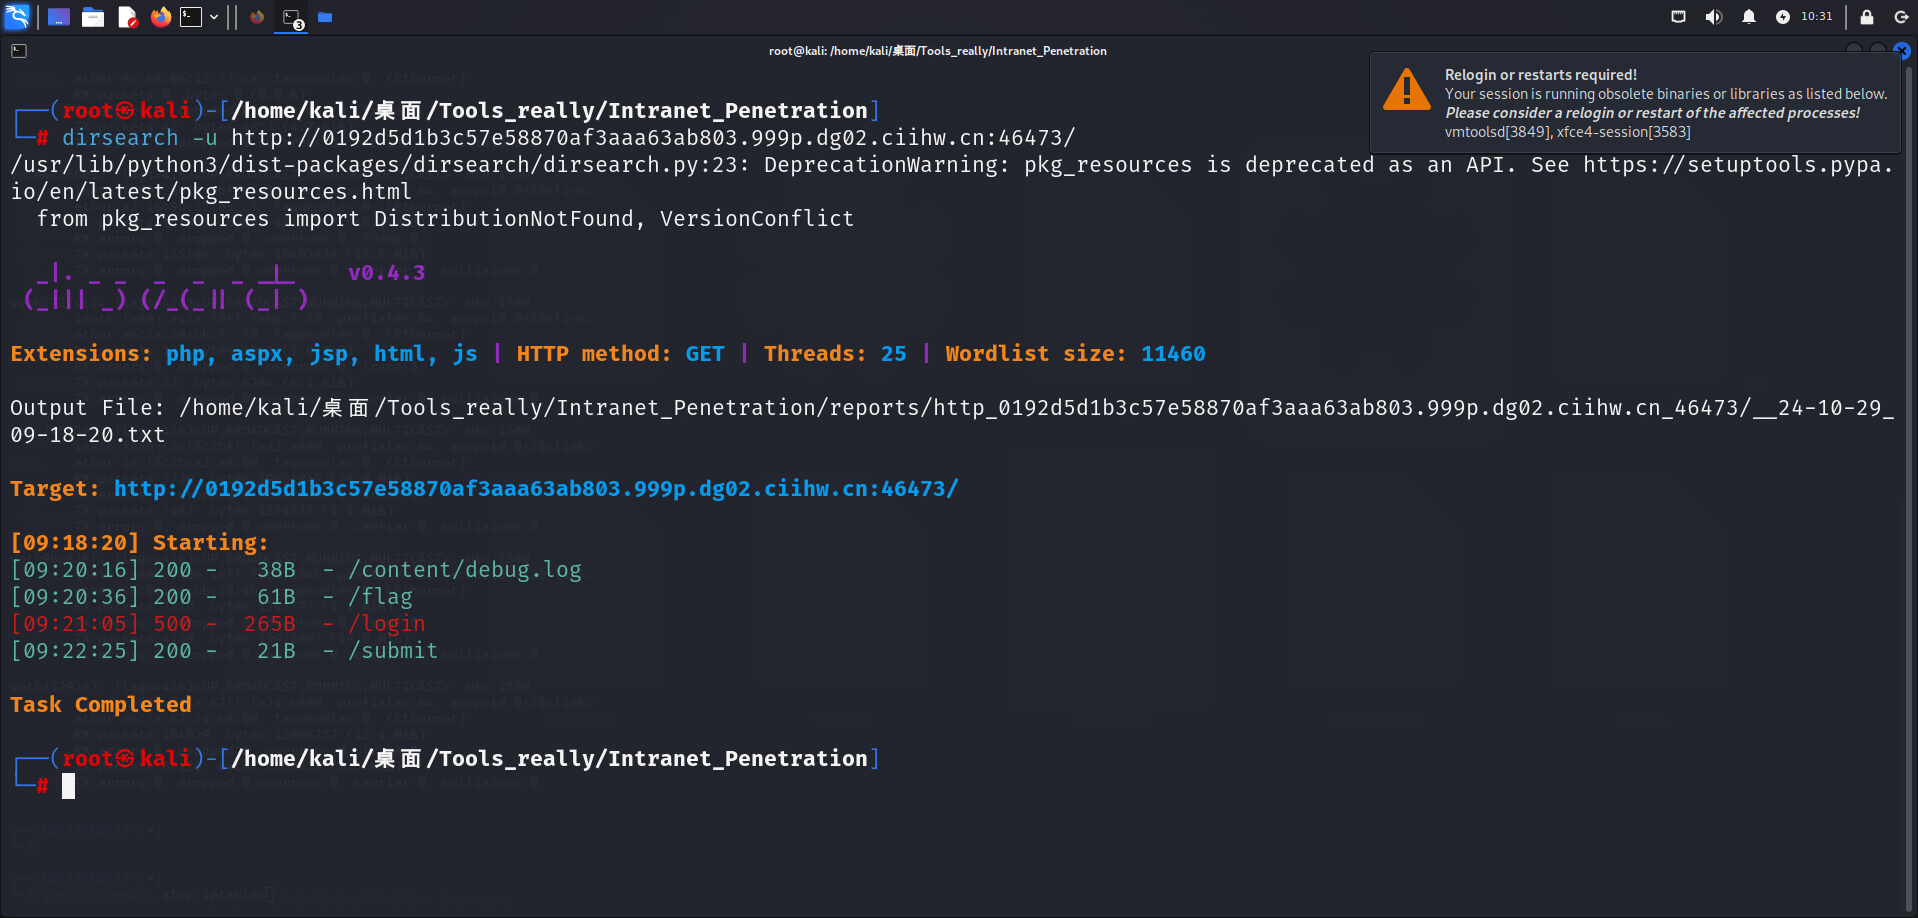 3
10:31
root@kali: /home/kali/桌面/Tools_really/Intranet_Penetration
Relogin or restarts required!
Your session is running obsolete binaries or libraries as listed below.
Please consider a relogin or restart of the affected processes!
vmtoolsd[3849], xfce4-session[3583]
┌──(root㉿kali)-[/home/kali/桌面/Tools_really/Intranet_Penetration]
└─# dirsearch -u http://0192d5d1b3c57e58870af3aaa63ab803.999p.dg02.ciihw.cn:46473/
/usr/lib/python3/dist-packages/dirsearch/dirsearch.py:23: DeprecationWarning: pkg_resources is deprecated as an API. See https://setuptools.pypa.
io/en/latest/pkg_resources.html
from pkg_resources import DistributionNotFound, VersionConflict
_|. _ _  _  _  _ _|_    v0.4.3
(_||| _) (/_(_|| (_| )
Extensions: php, aspx, jsp, html, js | HTTP method: GET | Threads: 25 | Wordlist size: 11460
Output File: /home/kali/桌面/Tools_really/Intranet_Penetration/reports/http_0192d5d1b3c57e58870af3aaa63ab803.999p.dg02.ciihw.cn_46473/__24-10-29_
09-18-20.txt
Target: http://0192d5d1b3c57e58870af3aaa63ab803.999p.dg02.ciihw.cn:46473/
[09:18:20] Starting:
[09:20:16] 200 -   38B  - /content/debug.log
[09:20:36] 200 -   61B  - /flag
[09:21:05] 500 -  265B  - /login
[09:22:25] 200 -   21B  - /submit
Task Completed
┌──(root㉿kali)-[/home/kali/桌面/Tools_really/Intranet_Penetration]
└─#
stop iptables